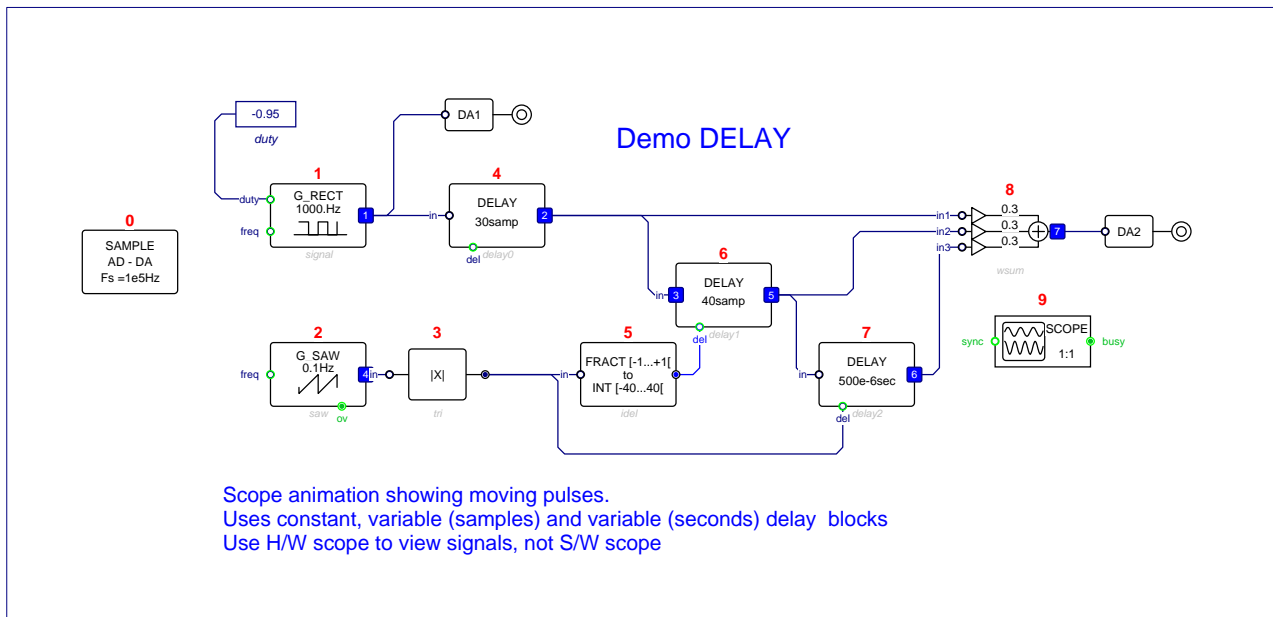 -0.95
duty
DA1
Demo DELAY
1
4
8
0
6
9
2
3
5
7
duty
freq
G_RECT
1000.Hz
1
signal
in
DELAY
30samp
2
del
delay0
in1
in2
in3
0.3
0.3
0.3
7
wsum
DA2
SAMPLE
AD - DA
Fs =1e5Hz
in
3
DELAY
40samp
5
del
delay1
sync
SCOPE
1:1
busy
freq
G_SAW
0.1Hz
4
saw
ov
in
|X|
tri
in
FRACT [-1...+1[
to
INT [-40...40[
idel
in
DELAY
500e-6sec
6
del
delay2
Scope animation showing moving pulses.
Uses constant, variable (samples) and variable (seconds) delay blocks
Use H/W scope to view signals, not S/W scope